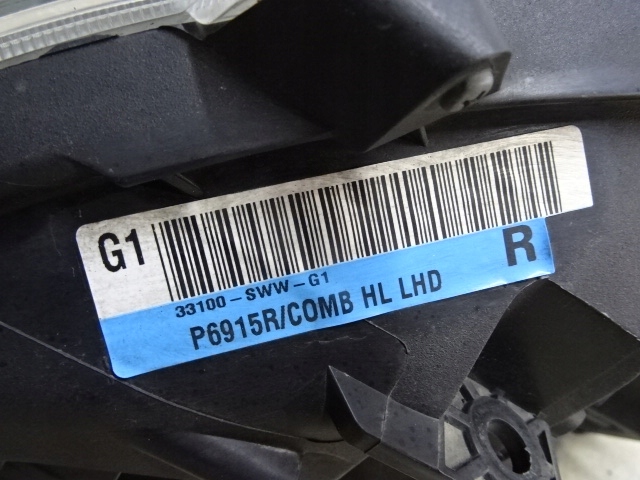 G1
33100-SWW-G1
R
P6915R/COMB HL LHD